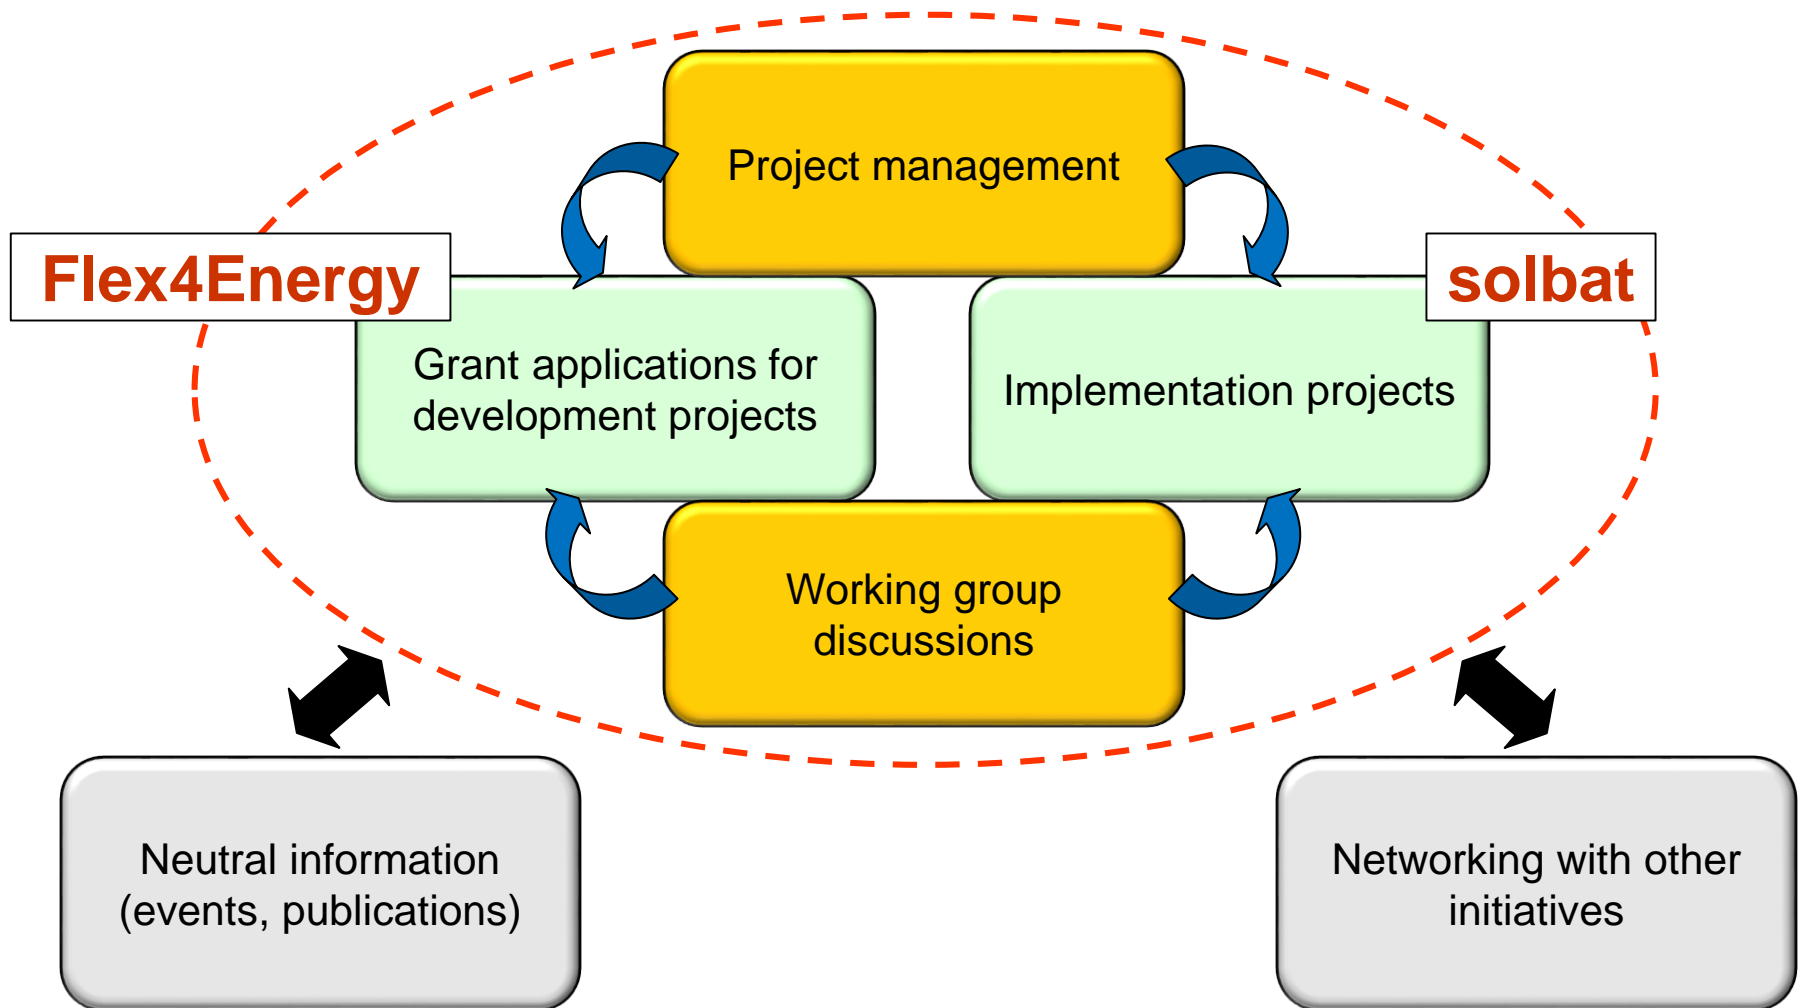 Project management
Flex4Energy
solbat
Grant applications for
development projects
Implementation projects
Working group
discussions
Neutral information
(events, publications)
Networking with other
initiatives